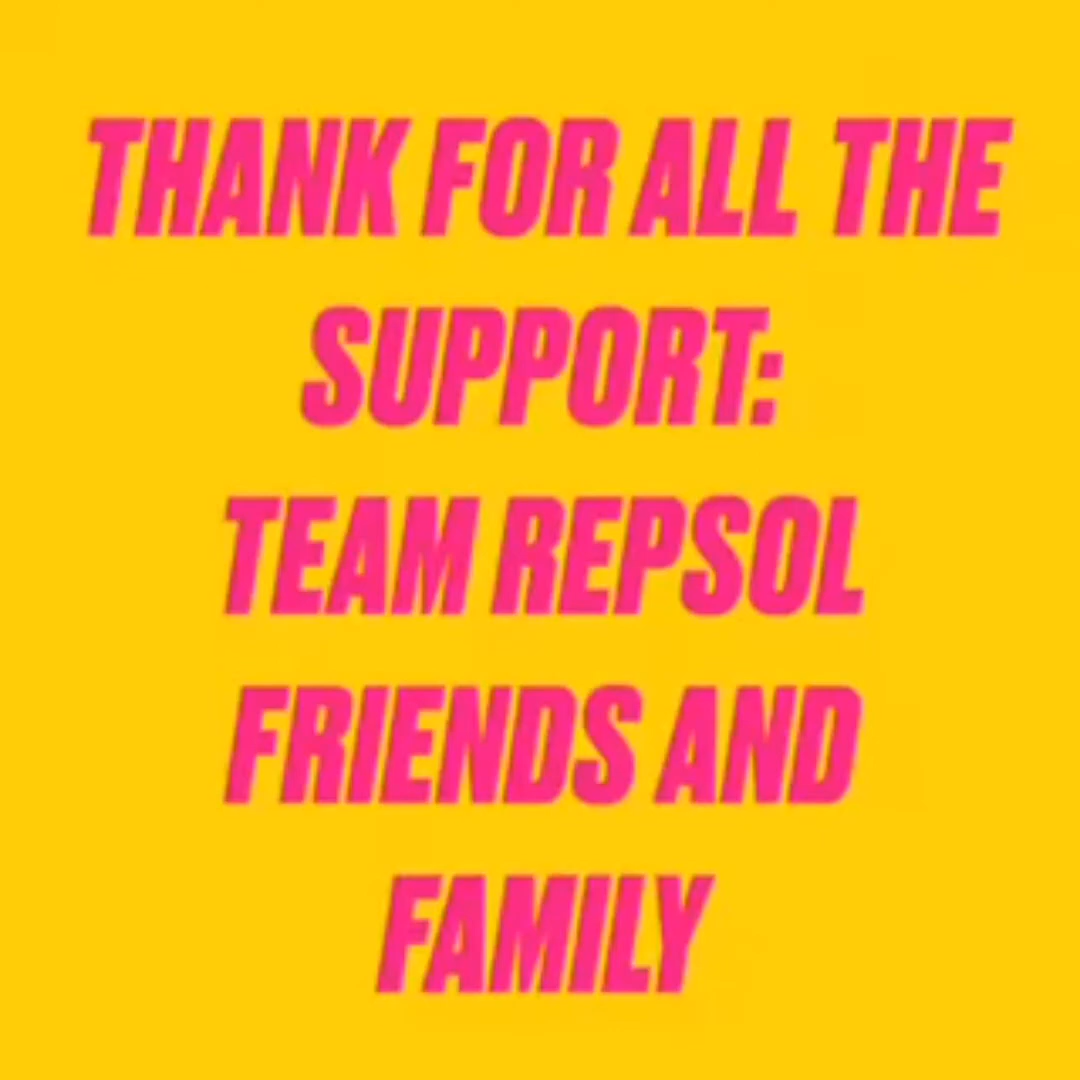 THANK FOR ALL THE
SUPPORT:
TEAM REPSOL
FRIENDS AND
FAMILY